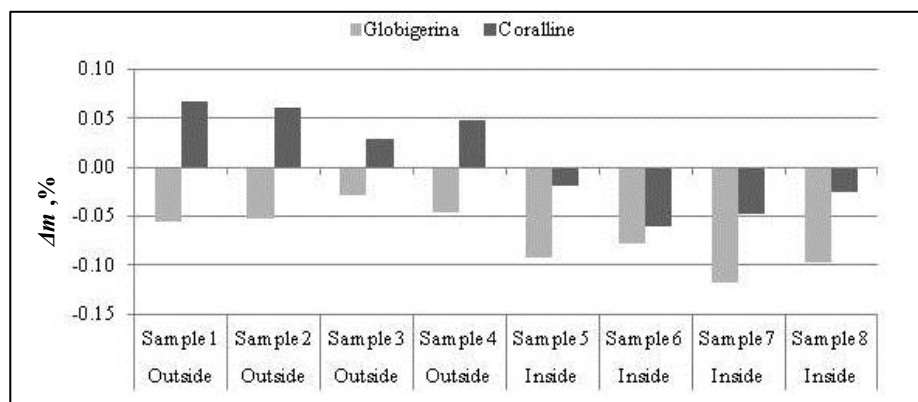 Globigerina Coralline
0.10
0.05
0.00
-0.05
-0.10
-0.15
Δm ,%
Sample 1 Sample 2 Sample 3 Sample 4 Sample 5 Sample 6 Sample 7 Sample 8
Outside Outside Outside Outside Inside Inside Inside Inside